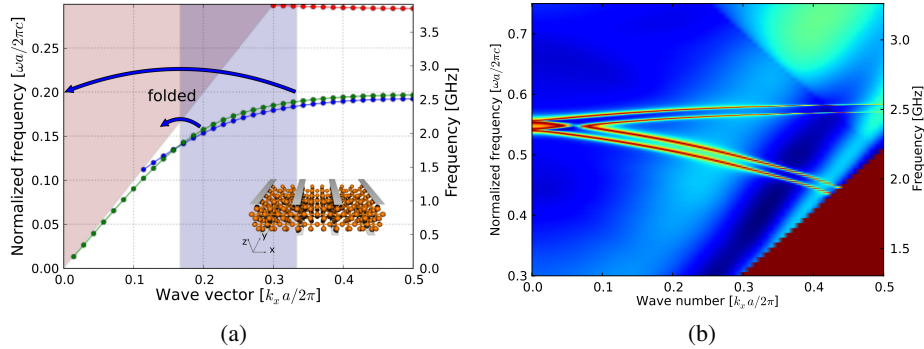 Normalized frequency [ωa/2πc]
0.25
0.20
0.15
0.10
0.05
0.00
folded
z
y
x
0.0
0.1
0.2
0.3
0.4
0.5
Wave vector [k_x a/2π]
3.5
3.0
2.5
2.0
1.5
1.0
0.5
0.0
Frequency [GHz]
(a)
Normalized frequency [ωa/2πc]
0.7
0.6
0.5
0.4
0.3
0.0
0.1
0.2
0.3
0.4
0.5
Wave number [k_x a/2π]
3.0
2.5
2.0
1.5
Frequency [GHz]
(b)